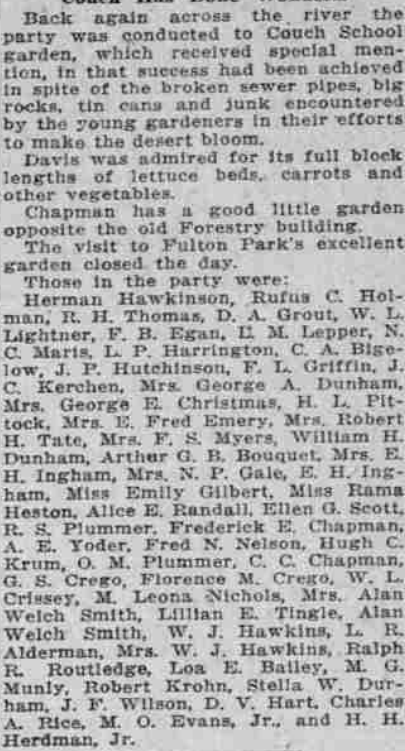 Back again across the river the
party was conducted to Couch School
garden, which received special men-
tion, in that success had been achieved
in spite of the broken sewer pipes, big
rocks, tin cans and junk encountered
by the young gardeners in their efforts
to make the desert bloom.
Davis was admired for its full block
lengths of lettuce beds, carrots and
other vegetables.
Chapman has a good little garden
opposite the old Forestry building.
The visit to Fulton Park's excellent
garden closed the day.
Those in the party were:
Herman Hawkinson, Rufus C. Hol-
man, R. H. Thomas, D. A. Grout, W. L.
Lightner, F. B. Egan, L. M. Lepper, N.
C. Maris, L. P. Harrington, C. A. Bige-
low, J. P. Hutchinson, F. L. Griffin, J.
C. Kerchen, Mrs. George A. Dunham,
Mrs. George E. Christmas, H. L. Pit-
tock, Mrs. E. Fred Emery, Mrs. Robert
H. Tate, Mrs. F. S. Myers, William H.
Dunham, Arthur G. B. Bouquet, Mrs. E.
H. Ingham, Mrs. N. P. Gale, E. H. Ing-
ham, Miss Emily Gilbert, Miss Rama
Heston, Alice E. Randall, Ellen G. Scott,
R. S. Plummer, Frederick E. Chapman,
A. E. Yoder, Fred N. Nelson, Hugh C.
Krum, O. M. Plummer, C. C. Chapman,
G. S. Crego, Florence M. Crego, W. L.
Crissey, M. Leona Nichols, Mrs. Alan
Welch Smith, Lillian E. Tingle, Alan
Welch Smith, W. J. Hawkins, L. R.
Alderman, Mrs. W. J. Hawkins, Ralph
R. Routledge, Loa E. Bailey, M. G.
Munly, Robert Krohn, Stella W. Dur-
ham, J. F. Wilson, D. V. Hart, Charles
A. Rice, M. O. Evans, Jr., and H. H.
Herdman, Jr.